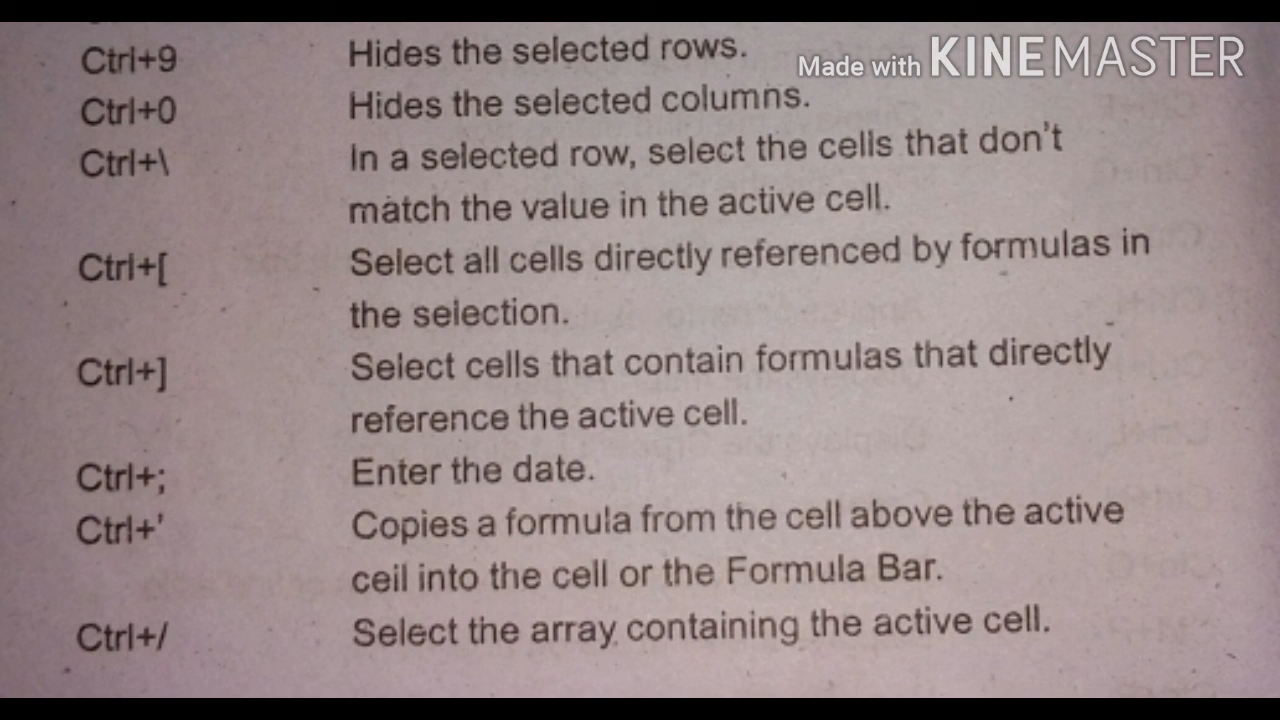 Made with KINEMASTER
Ctrl+9 Hides the selected rows.
Ctrl+0 Hides the selected columns.
Ctrl+\ In a selected row, select the cells that don't
match the value in the active cell.
Ctrl+[ Select all cells directly referenced by formulas in
the selection.
Ctrl+] Select cells that contain formulas that directly
reference the active cell.
Ctrl+; Enter the date.
Ctrl+' Copies a formula from the cell above the active
ceil into the cell or the Formula Bar.
Ctrl+/ Select the array containing the active cell.